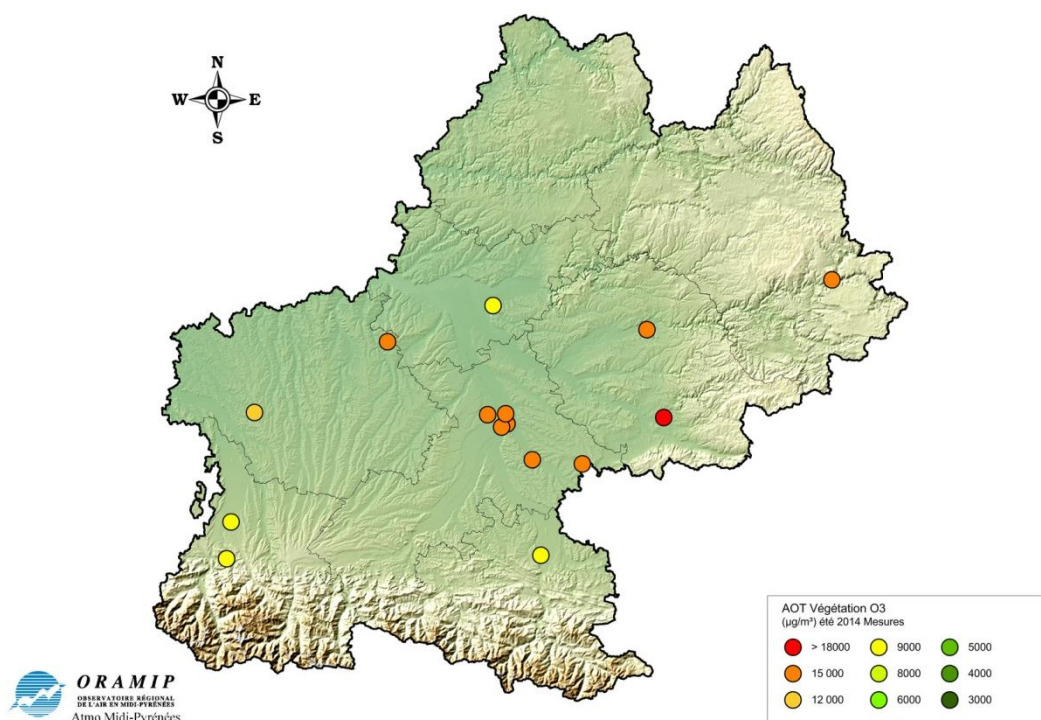 N
W E
S
AOT Végétation O3
(µg/m³) été 2014 Mesures
> 18000 9000 5000
15 000 8000 4000
12 000 6000 3000
ORAMIP
OBSERVATOIRE RÉGIONAL
DE L'AIR EN MIDI-PYRÉNÉES
Atmo Midi-Pyrénées